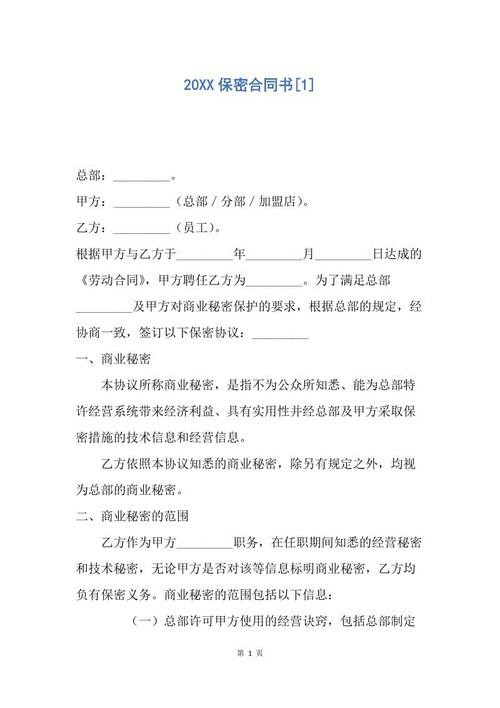 20XX 保密合同书[1]
总部：_________。
甲方：_________（总部／分部／加盟店）。
乙方：_________（员工）。
根据甲方与乙方于_________年_________月_________日达成的
《劳动合同》，甲方聘任乙方为_________。为了满足总部
_________及甲方对商业秘密保护的要求，根据总部的规定，经
协商一致，签订以下保密协议：_________
一、商业秘密
本协议所称商业秘密，是指不为公众所知悉、能为总部特
许经营系统带来经济利益、具有实用性并经总部及甲方采取保
密措施的技术信息和经营信息。
乙方依照本协议知悉的商业秘密，除另有规定之外，均视
为总部的商业秘密。
二、商业秘密的范围
乙方作为甲方_________职务，在任职期间知悉的经营秘密
和技术秘密，无论甲方是否对该等信息标明商业秘密，乙方均
负有保密义务。商业秘密的范围包括以下信息：
（一）总部许可甲方使用的经营诀窍，包括总部制定
第 1 页